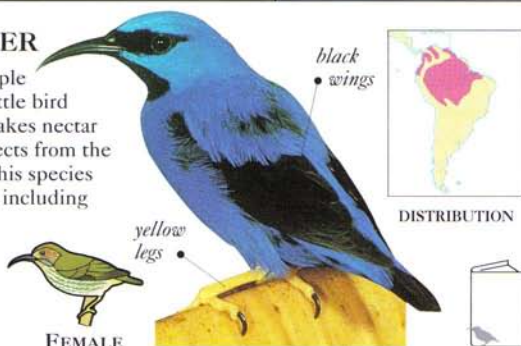 ER
ple
ttle bird
akes nectar
ects from the
his species
including
black
wings
DISTRIBUTION
yellow
legs
FEMALE